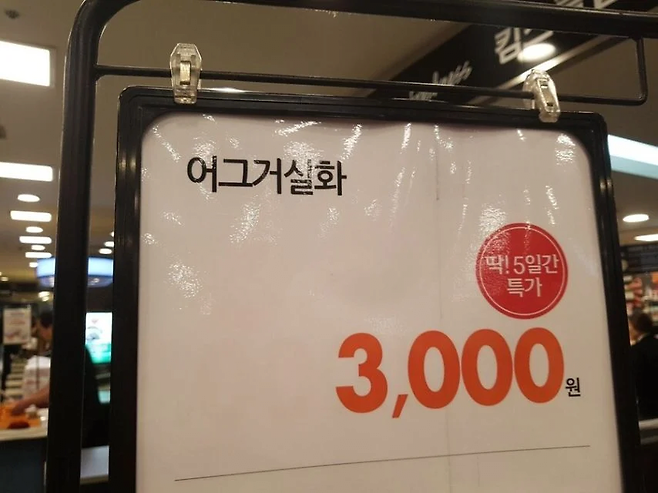 어그거실화
딱! 5일간
특가
3,000원